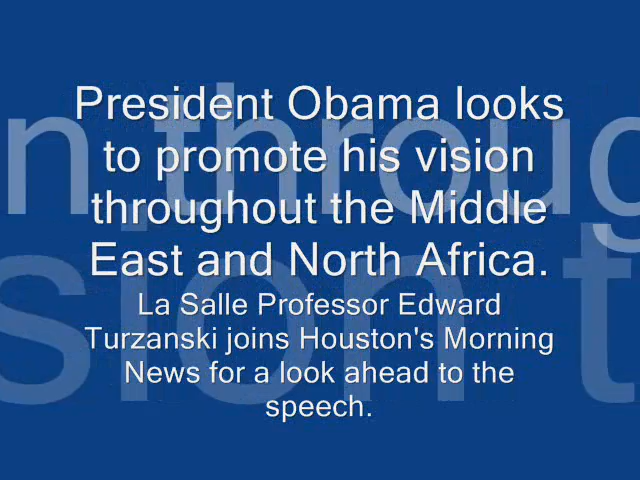 President Obama looks
to promote his vision
throughout the Middle
East and North Africa.
La Salle Professor Edward
Turzanski joins Houston's Morning
News for a look ahead to the
speech.